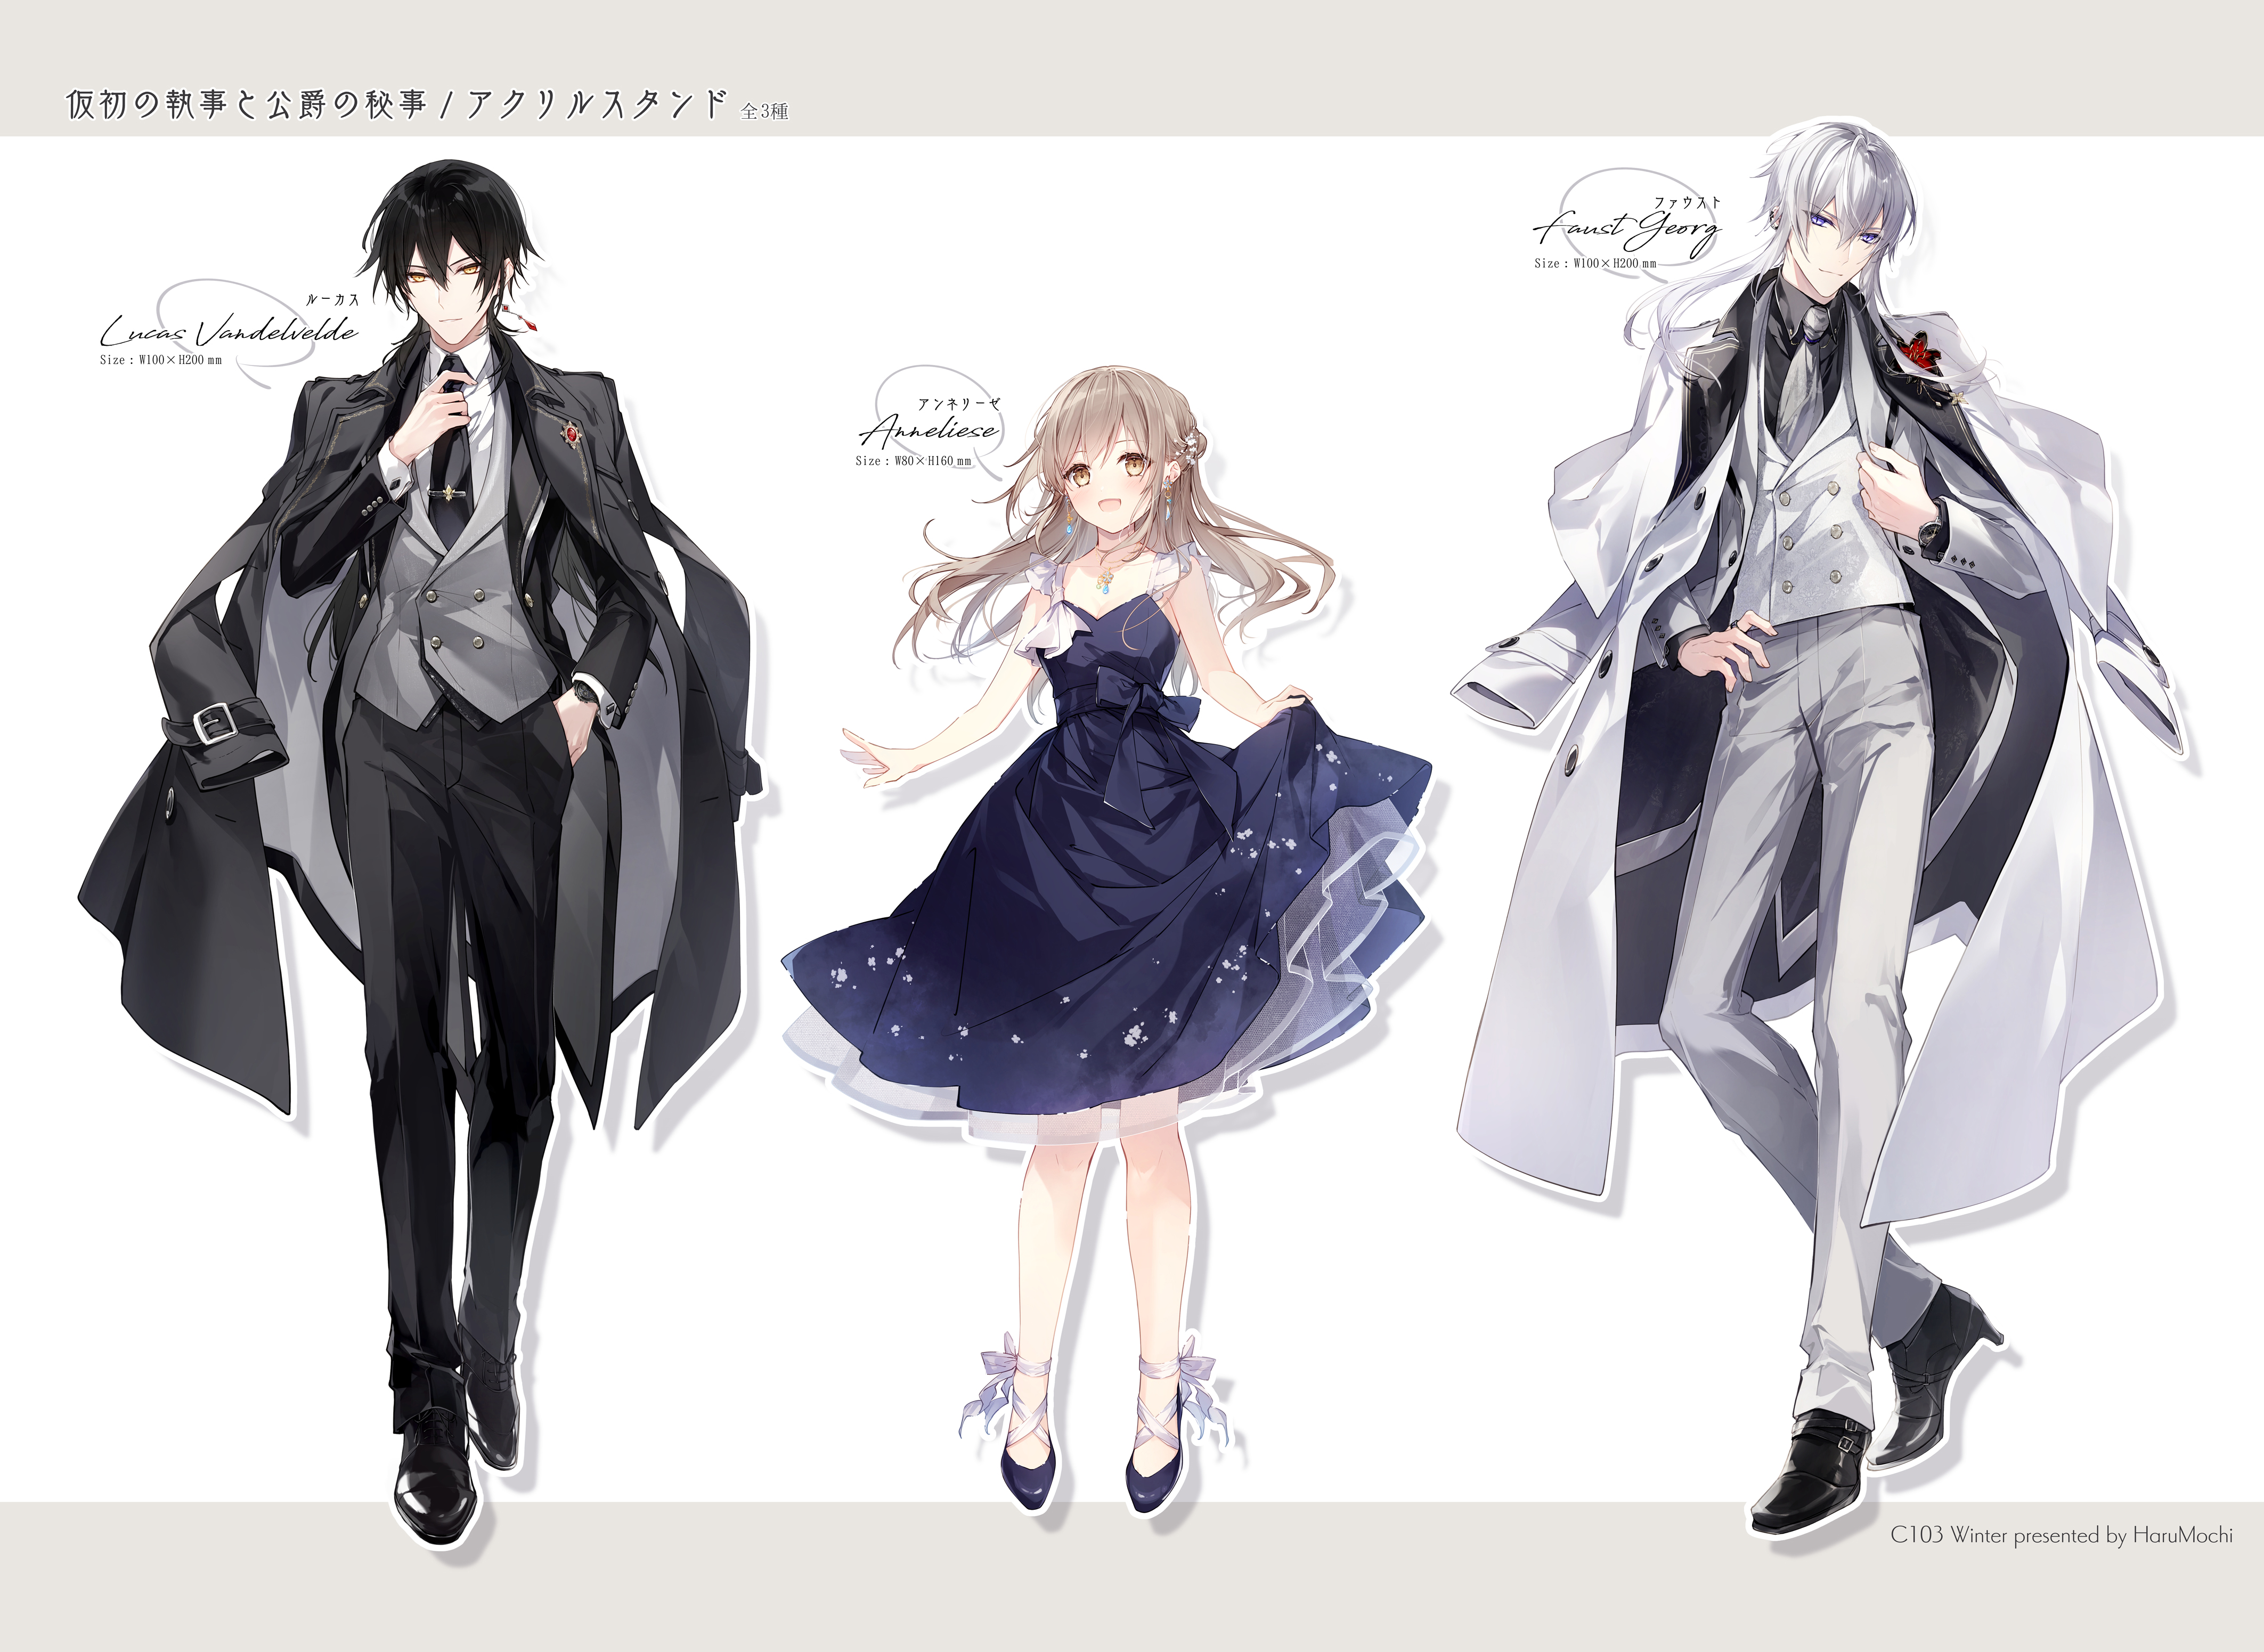 仮初の執事と公爵の秘事 / アクリルスタンド 全3種
ルーカス
Lucas Vandelvelde
Size : W100×H200 mm
アンネリーゼ
Anneliese
Size : W80×H160 mm
ファウスト
Faust Georg
Size : W100×H200 mm
C103 Winter presented by HaruMochi